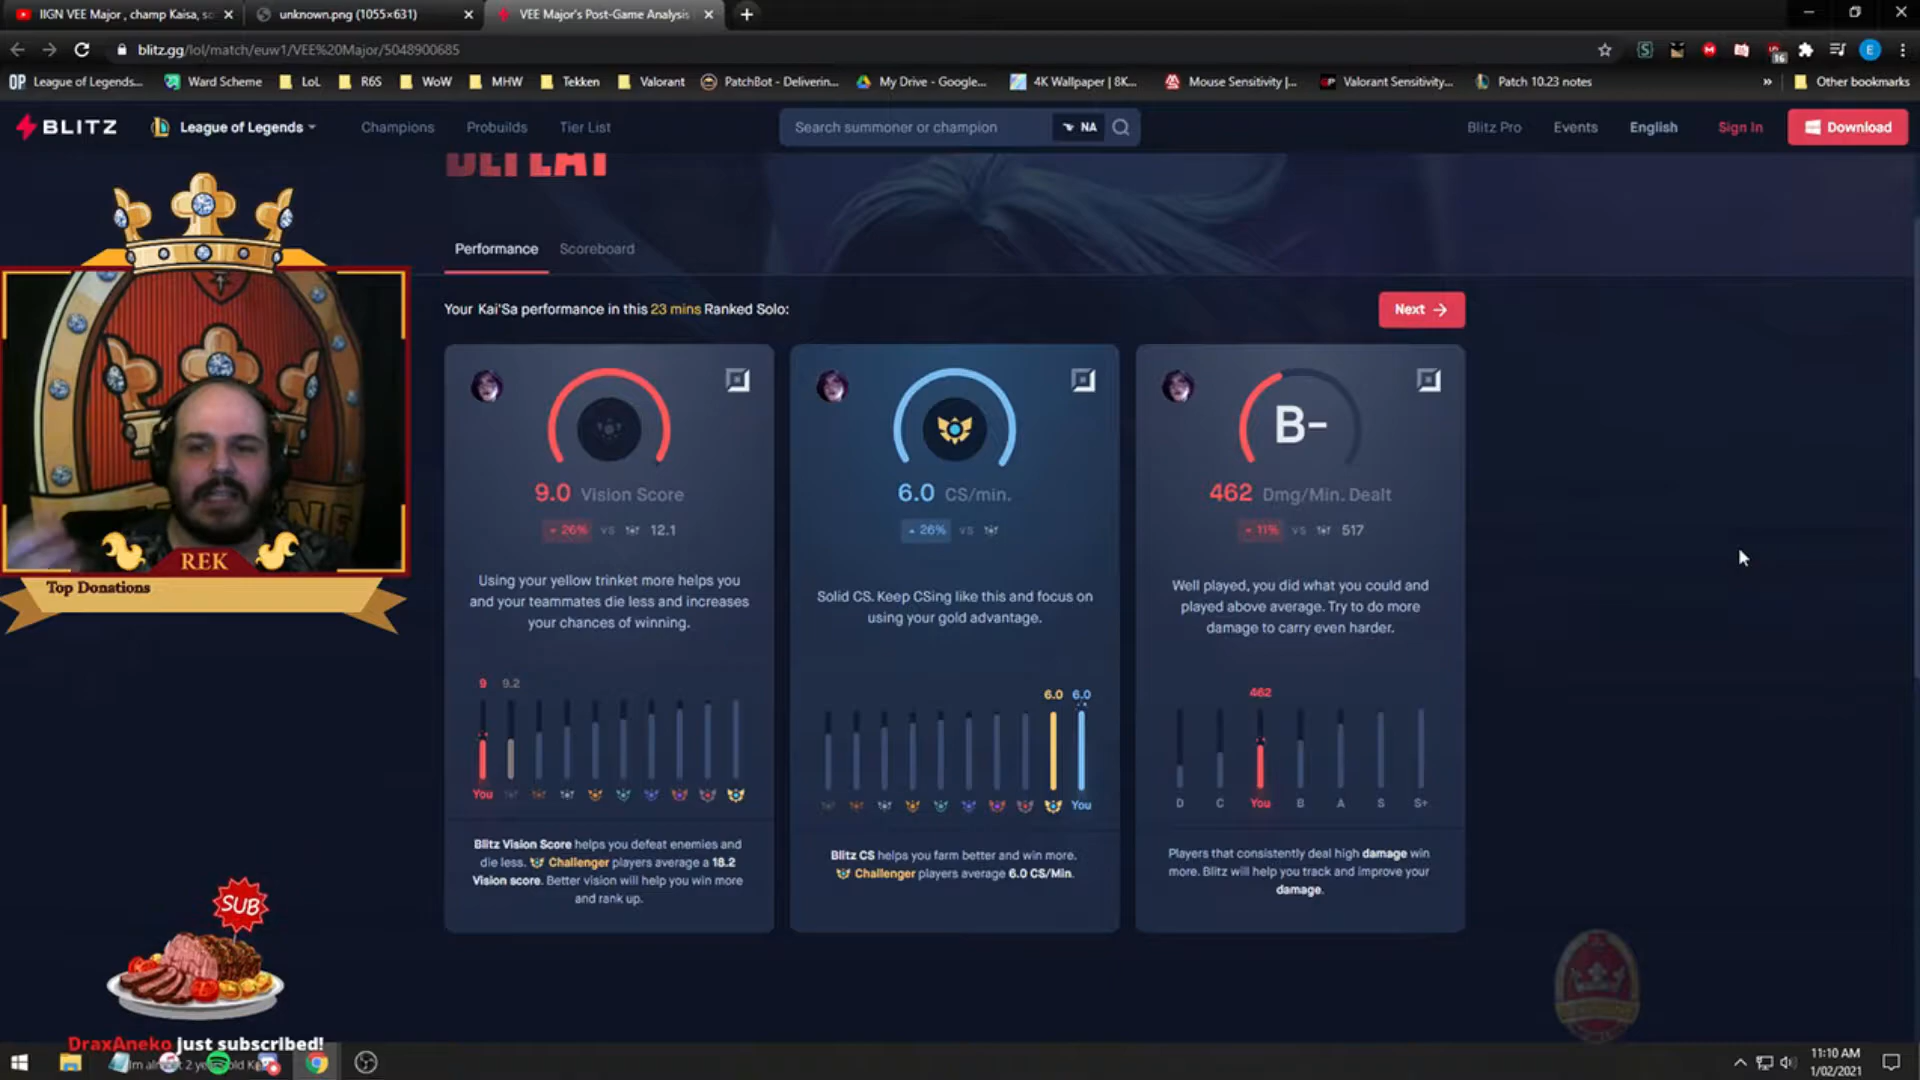 IIGN VEE Major , champ Kaisa, sc
unknown.png (1055×631)
VEE Major's Post-Game Analysis
blitz.gg/lol/match/euw1/VEE%20Major/5048900685
E
16
OP League of Legends...
Ward Scheme
LoL
R6S
WoW
MHW
Tekken
Valorant
PatchBot - Deliverin...
My Drive - Google...
4K Wallpaper | 8K...
Mouse Sensitivity |...
Valorant Sensitivity...
Patch 10.23 notes
»
Other bookmarks
BLITZ
League of Legends
Champions
Probuilds
Tier List
Search summoner or champion
NA
Blitz Pro
Events
English
Sign In
Download
DEFEAT
Performance
Scoreboard
Your Kai'Sa performance in this 23 mins Ranked Solo:
Next →
9.0 Vision Score
26% vs 12.1
Using your yellow trinket more helps you
and your teammates die less and increases
your chances of winning.
9 9.2
You
Blitz Vision Score helps you defeat enemies and
die less. Challenger players average a 18.2
Vision score. Better vision will help you win more
and rank up.
6.0 CS/min.
26% vs
Solid CS. Keep CSing like this and focus on
using your gold advantage.
6.0 6.0
You
Blitz CS helps you farm better and win more.
Challenger players average 6.0 CS/Min.
B-
462 Dmg/Min. Dealt
11% vs 517
Well played, you did what you could and
played above average. Try to do more
damage to carry even harder.
462
D C You B A S S+
Players that consistently deal high damage win
more. Blitz will help you track and improve your
damage.
REK
Top Donations
SUB
DraxAneko just subscribed!
11:10 AM
1/02/2021